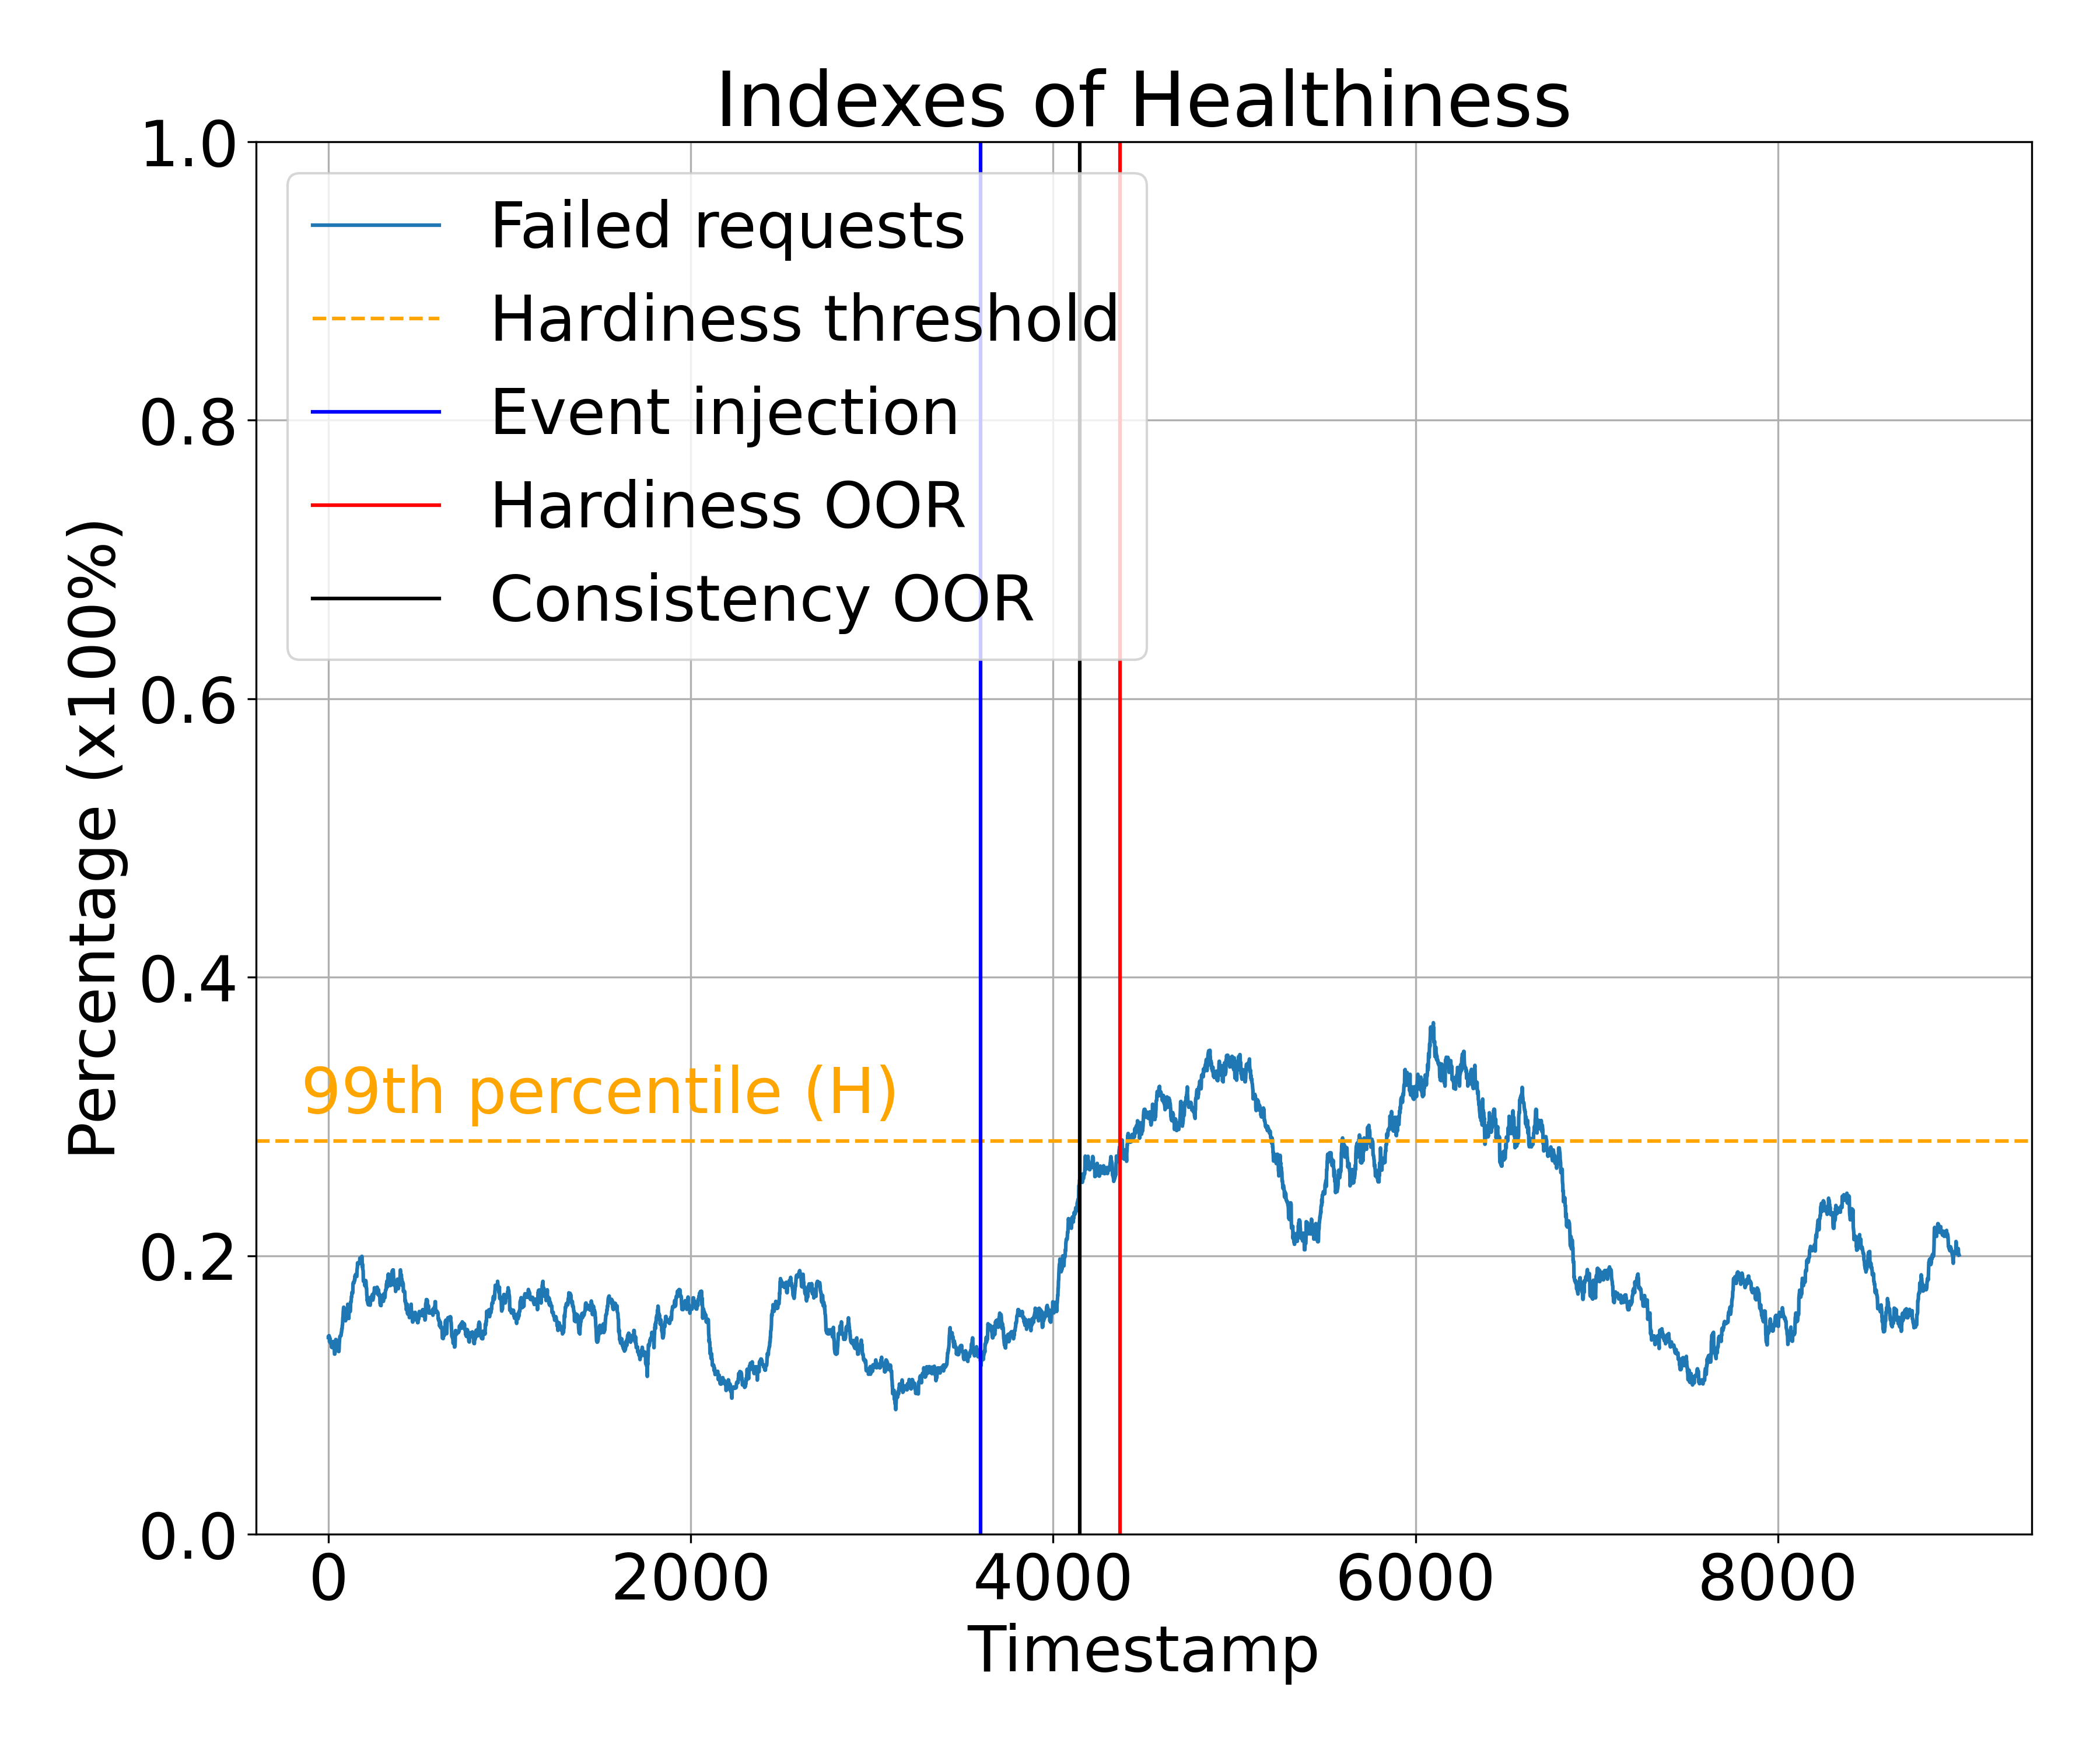 Indexes of Healthiness
1.0
0.8
0.6
0.4
0.2
0.0
Percentage (x100%)
Failed requests
Hardiness threshold
Event injection
Hardiness OOR
Consistency OOR
99th percentile (H)
0 2000 4000 6000 8000
Timestamp